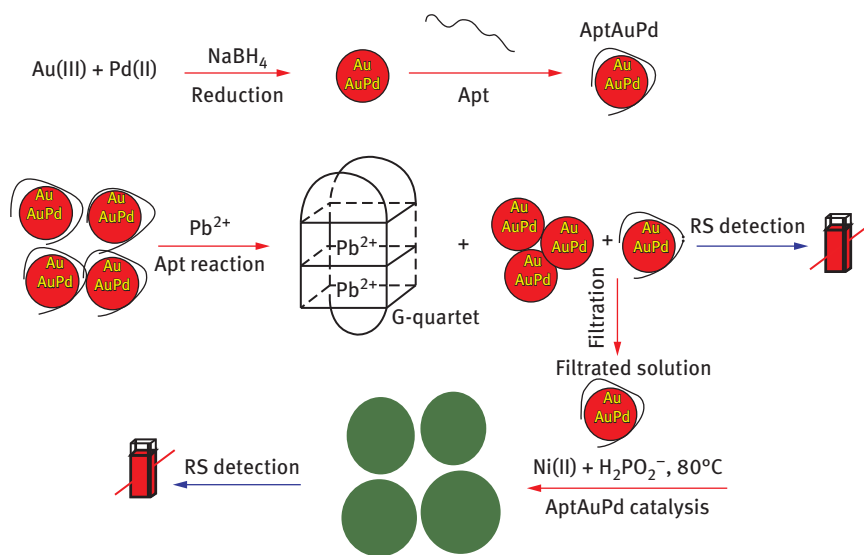 AptAuPd
Au(III) + Pd(II)
NaBH₄
Reduction
Au
AuPd
Apt
Au
AuPd
Au
AuPd
Au
AuPd
Au
AuPd
Au
AuPd
Pb²⁺
Apt reaction
Pb²⁺
Pb²⁺
G-quartet
+
Au
AuPd
Au
AuPd
Au
AuPd
+
Au
AuPd
RS detection
Filtration
Filtrated solution
Au
AuPd
Ni(II) + H₂PO₂⁻, 80°C
AptAuPd catalysis
RS detection